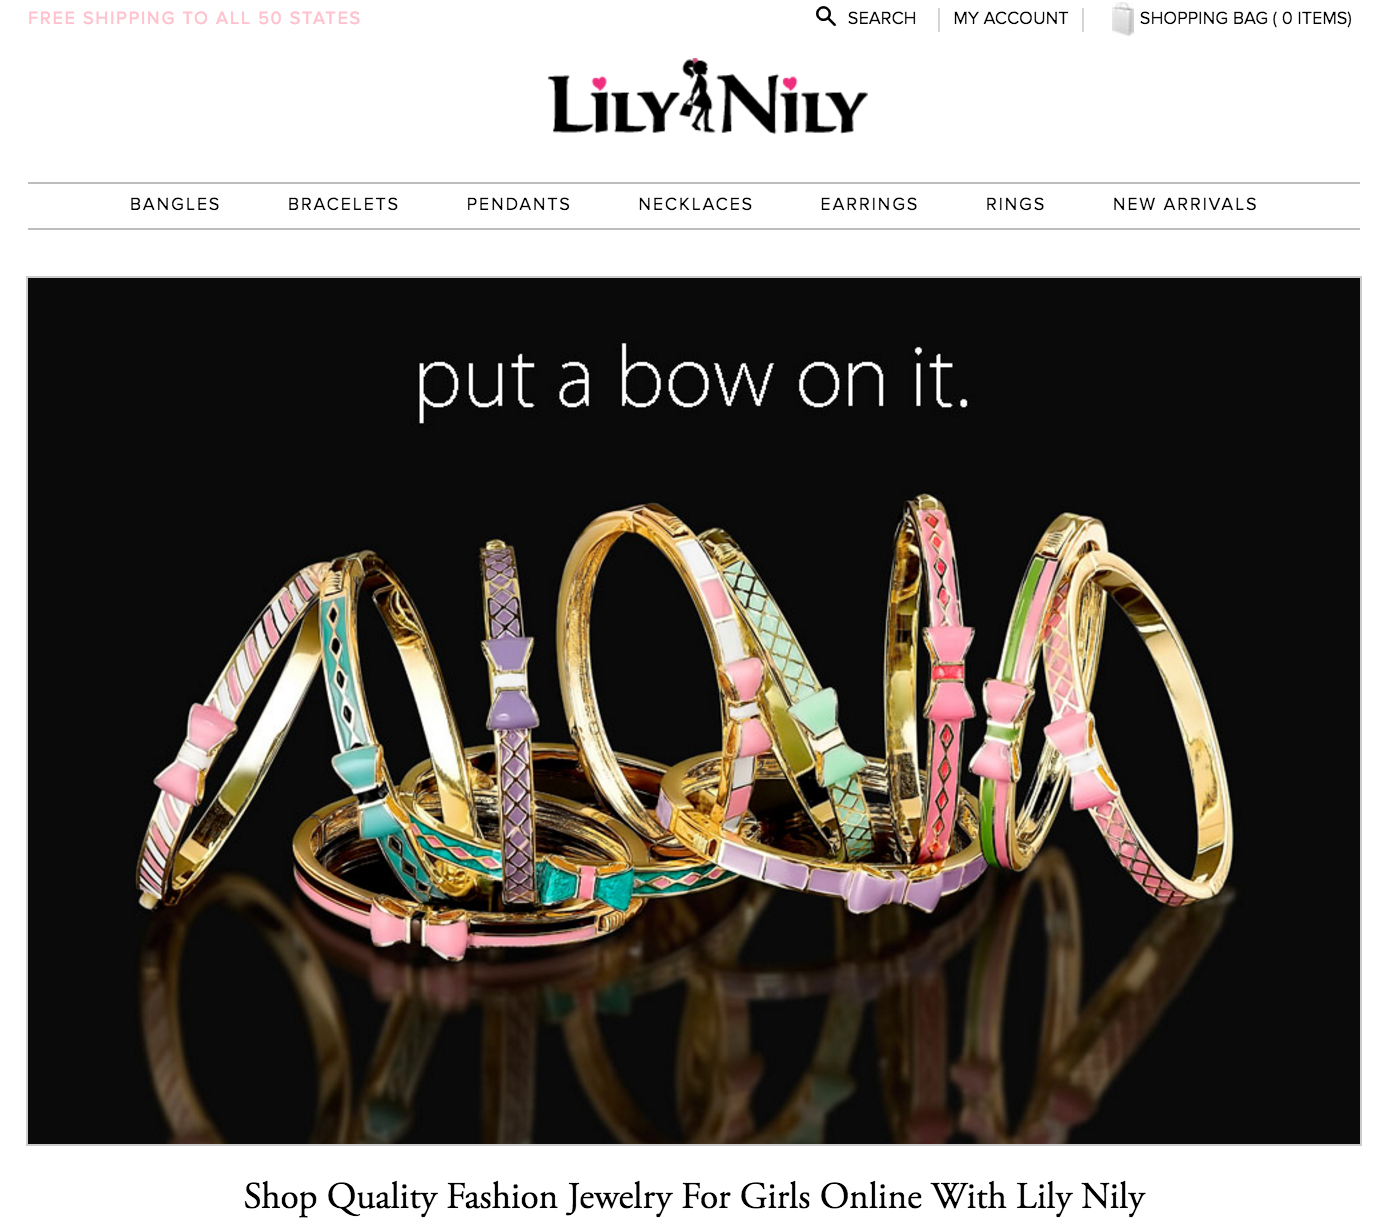 FREE SHIPPING TO ALL 50 STATES
SEARCH
MY ACCOUNT
SHOPPING BAG ( 0 ITEMS)
LiLY NiLY
BANGLES
BRACELETS
PENDANTS
NECKLACES
EARRINGS
RINGS
NEW ARRIVALS
put a bow on it.
Shop Quality Fashion Jewelry For Girls Online With Lily Nily